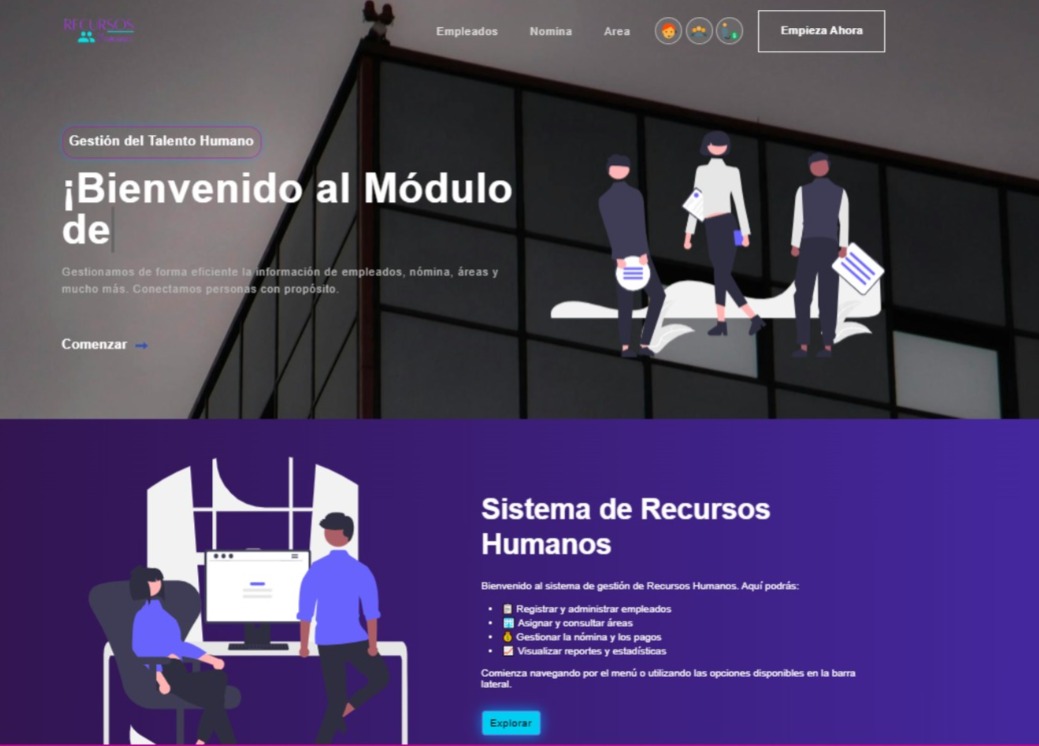 RECURSOS
Empleados
Nomina
Area
Empieza Ahora
Gestión del Talento Humano
¡Bienvenido al Módulo
de
Gestionamos de forma eficiente la información de empleados, nómina, áreas y
mucho más. Conectamos personas con propósito.
Comenzar →
Sistema de Recursos
Humanos
Bienvenido al sistema de gestión de Recursos Humanos. Aquí podrás:
• 📋 Registrar y administrar empleados
• 🏢 Asignar y consultar áreas
• 💰 Gestionar la nómina y los pagos
• 📈 Visualizar reportes y estadísticas
Comienza navegando por el menú o utilizando las opciones disponibles en la barra
lateral.
Explorar